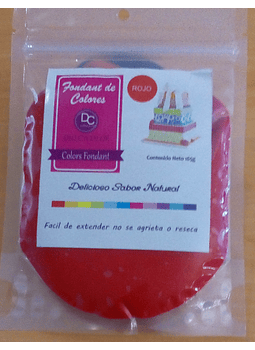 Fondant de
Colores
ROJO
DC
Colors Fondant
Contenido Neto
Delicioso Sabor Natural
Facil de extender no se agrieta o reseca